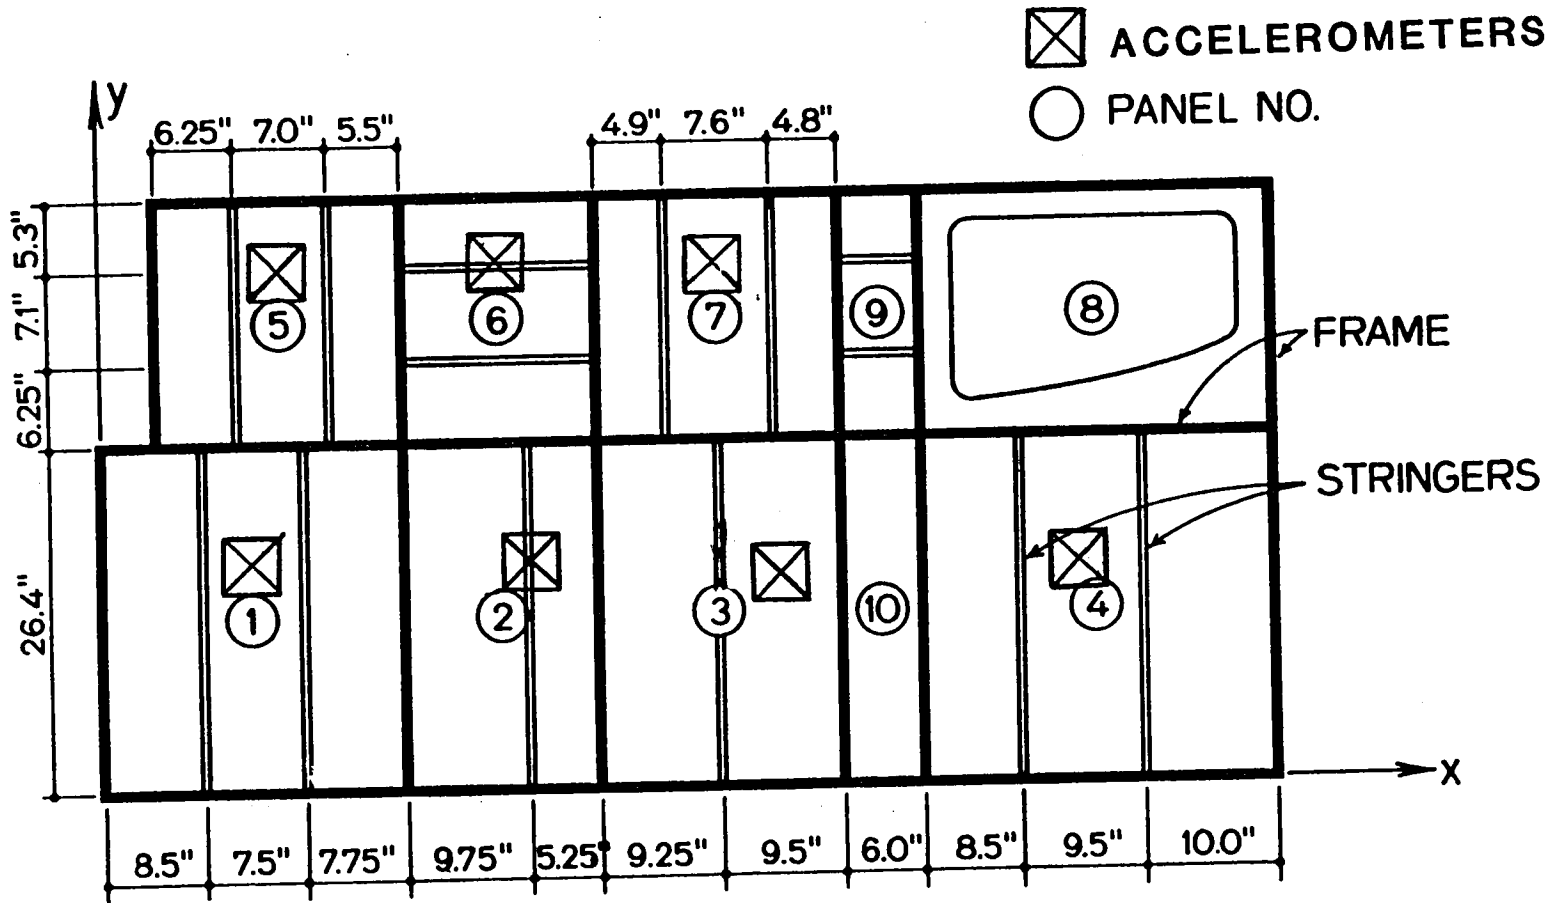 ACCELEROMETERS
PANEL NO.
y
6.25" 7.0" 5.5" 4.9" 7.6" 4.8"
5.3"
7.1"
6.25"
26.4"
5 6 7 9 8
FRAME
STRINGERS
1 2 3 10 4
x
8.5" 7.5" 7.75" 9.75" 5.25" 9.25" 9.5" 6.0" 8.5" 9.5" 10.0"